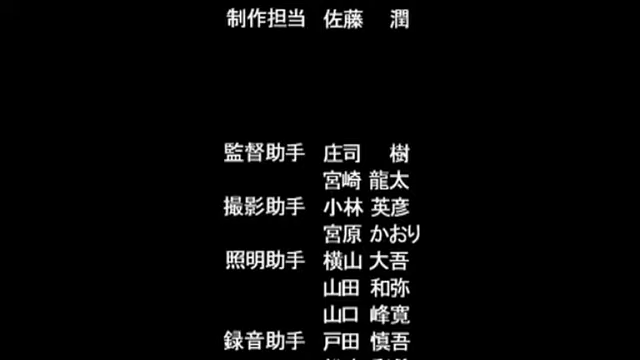 制作担当 佐藤 潤
監督助手 庄司 樹
宮崎 龍太
撮影助手 小林 英彦
宮原 かおり
照明助手 横山 大吾
山田 和弥
山口 峰寛
録音助手 戸田 慎吾